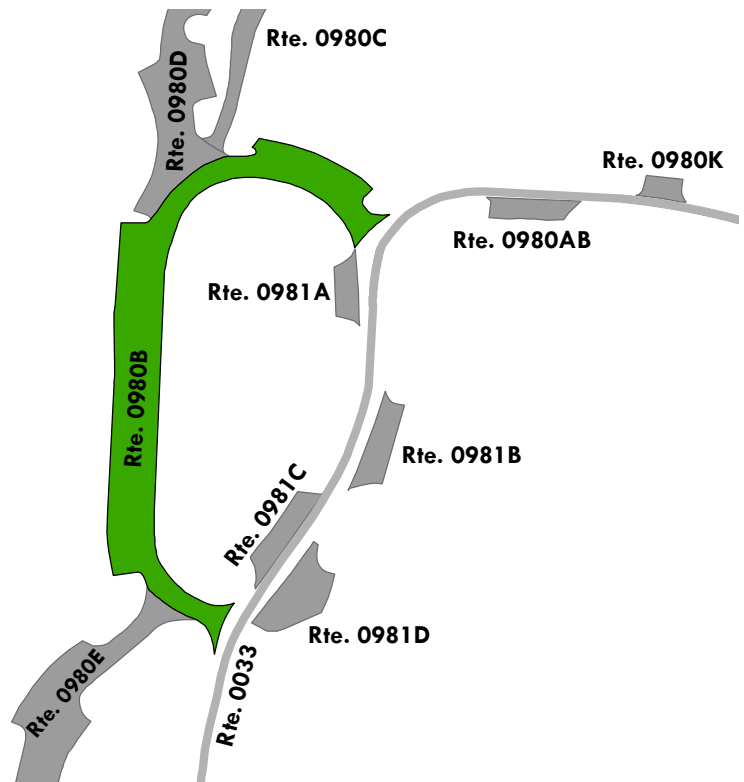 Rte. 0980C
Rte. 0980D
Rte. 0980K
Rte. 0980AB
Rte. 0981A
Rte. 0980B
Rte. 0981B
Rte. 0981C
Rte. 0981D
Rte. 0980E
Rte. 0033